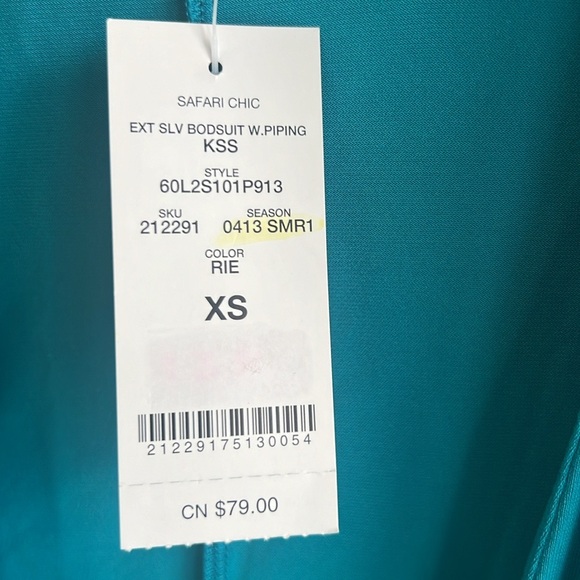 SAFARI CHIC
EXT SLV BODSUIT W.PIPING
KSS
STYLE
60L2S101P913
SKU SEASON
212291 0413 SMR1
COLOR
RIE
XS
21229175130054
CN $79.00